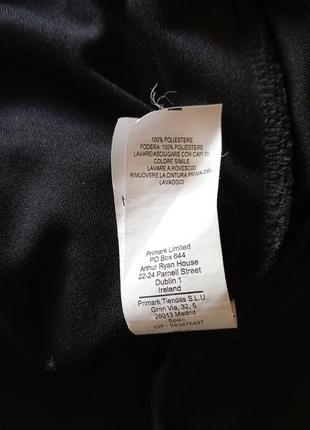 100% POLIESTERE
FODERA: 100% POLIESTERE
LAVARE/ASCIUGARE CON CAPI DI
COLORE SIMILE
LAVARE A ROVESCIO
RIMUOVERE LA CINTURA PRIMA DEL
LAVAGGIO
Primark Limited
PO Box 644
Arthur Ryan House
22-24 Parnell Street
Dublin 1
Ireland
Primark Tiendas S.L.U.
Gran Via, 32, 5
28013 Madrid
Spain
CIF -